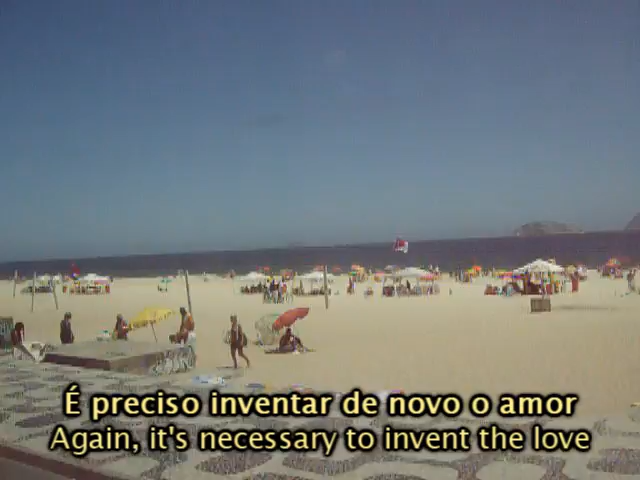 É preciso inventar de novo o amor
Again, it's necessary to invent the love